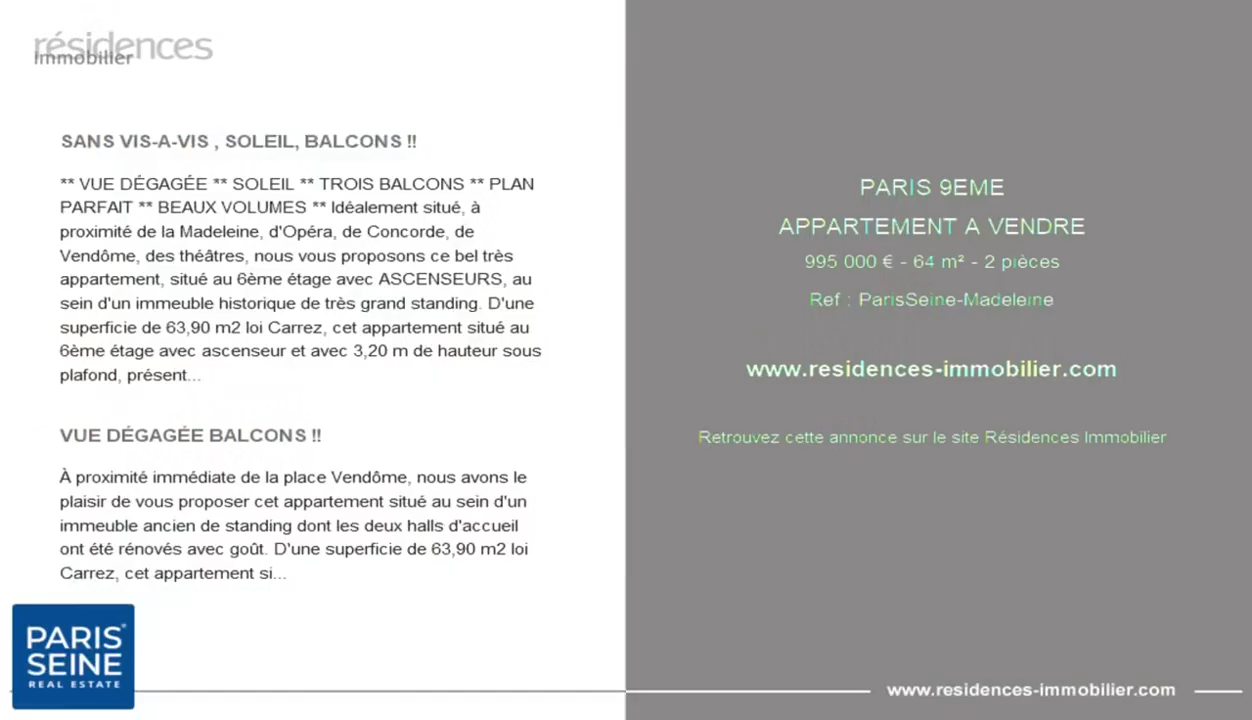 résidences
immobilier
SANS VIS-A-VIS , SOLEIL, BALCONS !!
** VUE DÉGAGÉE ** SOLEIL ** TROIS BALCONS ** PLAN
PARFAIT ** BEAUX VOLUMES ** Idéalement situé, à
proximité de la Madeleine, d'Opéra, de Concorde, de
Vendôme, des théâtres, nous vous proposons ce bel très
appartement, situé au 6ème étage avec ASCENSEURS, au
sein d'un immeuble historique de très grand standing. D'une
superficie de 63,90 m2 loi Carrez, cet appartement situé au
6ème étage avec ascenseur et avec 3,20 m de hauteur sous
plafond, présent...
VUE DÉGAGÉE BALCONS !!
À proximité immédiate de la place Vendôme, nous avons le
plaisir de vous proposer cet appartement situé au sein d'un
immeuble ancien de standing dont les deux halls d'accueil
ont été rénovés avec goût. D'une superficie de 63,90 m2 loi
Carrez, cet appartement si...
PARIS
SEINE
REAL ESTATE
PARIS 9EME
APPARTEMENT A VENDRE
995 000 € - 64 m² - 2 pièces
Ref : ParisSeine-Madeleine
www.residences-immobilier.com
Retrouvez cette annonce sur le site Résidences Immobilier
www.residences-immobilier.com